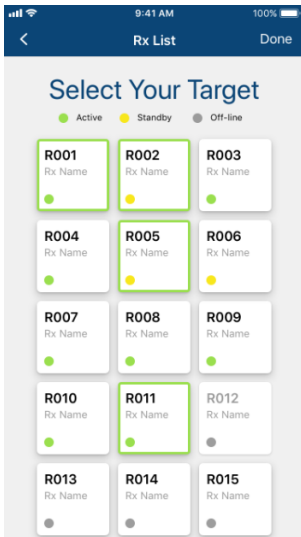 9:41 AM 100%
Rx List Done
Select Your Target
Active Standby Off-line
R001 R002 R003
Rx Name Rx Name Rx Name
R004 R005 R006
Rx Name Rx Name Rx Name
R007 R008 R009
Rx Name Rx Name Rx Name
R010 R011 R012
Rx Name Rx Name Rx Name
R013 R014 R015
Rx Name Rx Name Rx Name